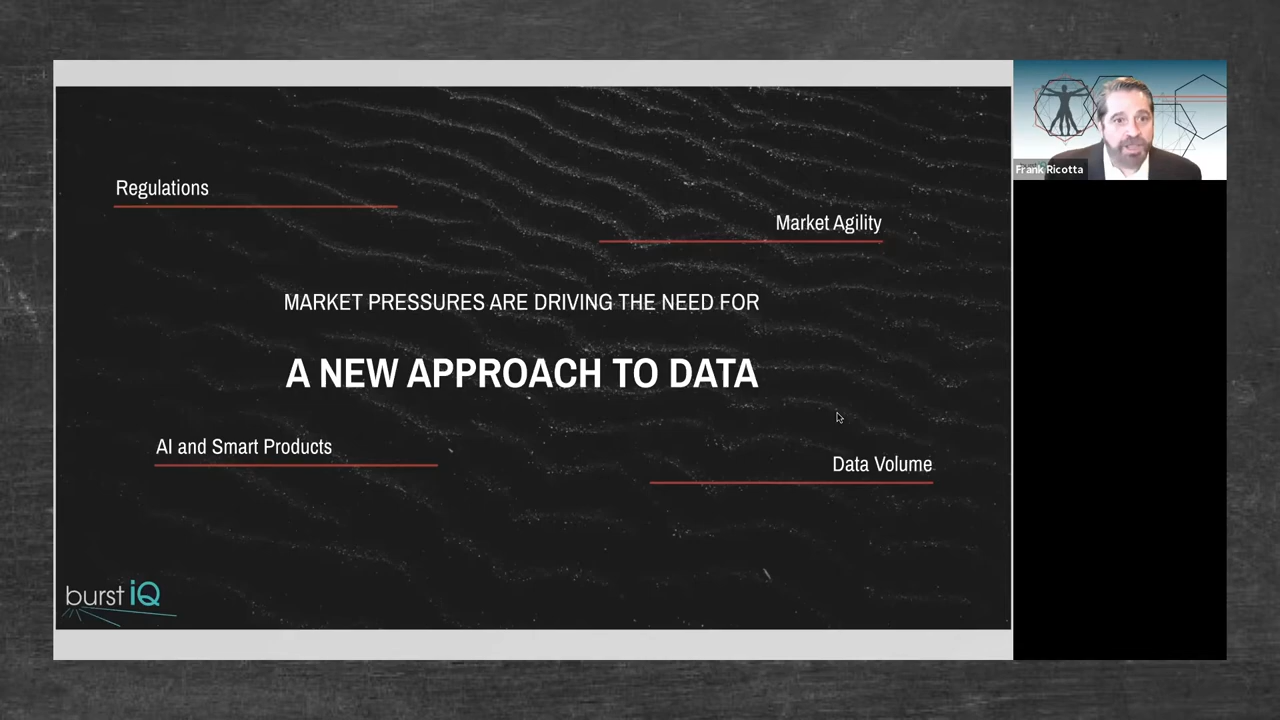 Regulations
Market Agility
MARKET PRESSURES ARE DRIVING THE NEED FOR
A NEW APPROACH TO DATA
AI and Smart Products
Data Volume
burst iQ
Frank Ricotta